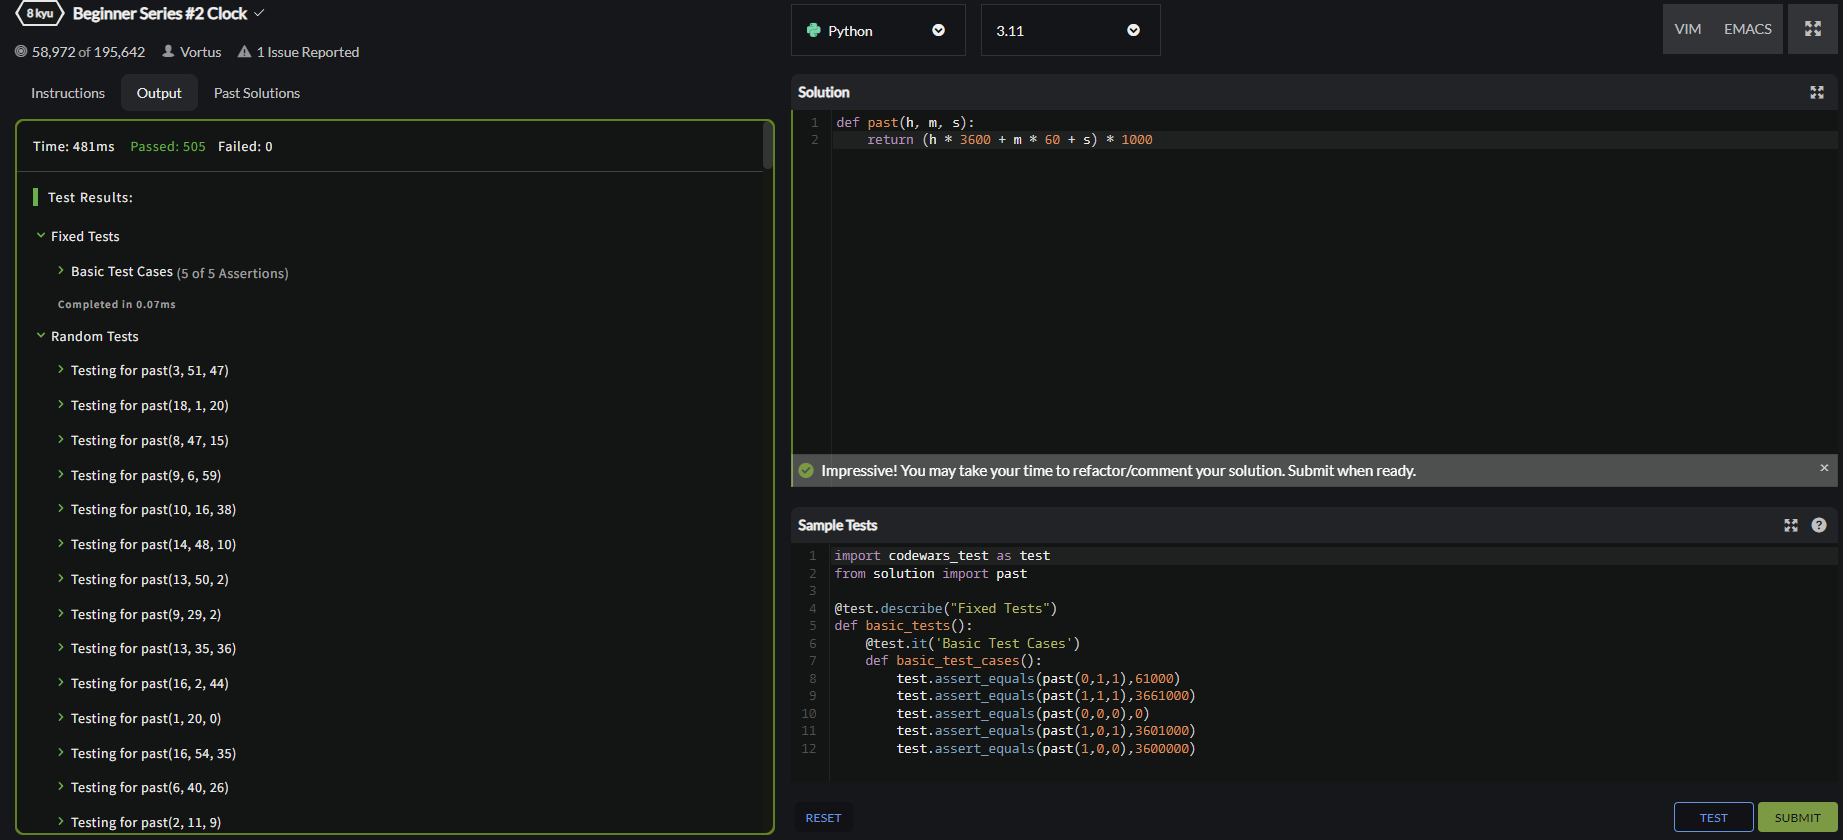 8 kyu Beginner Series #2 Clock
58,972 of 195,642 Vortus 1 Issue Reported
Instructions Output Past Solutions
Time: 481ms Passed: 505 Failed: 0
Test Results:
Fixed Tests
Basic Test Cases (5 of 5 Assertions)
Completed in 0.07ms
Random Tests
Testing for past(3, 51, 47)
Testing for past(18, 1, 20)
Testing for past(8, 47, 15)
Testing for past(9, 6, 59)
Testing for past(10, 16, 38)
Testing for past(14, 48, 10)
Testing for past(13, 50, 2)
Testing for past(9, 29, 2)
Testing for past(13, 35, 36)
Testing for past(16, 2, 44)
Testing for past(1, 20, 0)
Testing for past(16, 54, 35)
Testing for past(6, 40, 26)
Testing for past(2, 11, 9)
Python 3.11 VIM EMACS
Solution
1 def past(h, m, s):
2     return (h * 3600 + m * 60 + s) * 1000
Impressive! You may take your time to refactor/comment your solution. Submit when ready. ×
Sample Tests ?
1 import codewars_test as test
2 from solution import past
3
4 @test.describe("Fixed Tests")
5 def basic_tests():
6     @test.it('Basic Test Cases')
7     def basic_test_cases():
8         test.assert_equals(past(0,1,1),61000)
9         test.assert_equals(past(1,1,1),3661000)
10         test.assert_equals(past(0,0,0),0)
11         test.assert_equals(past(1,0,1),3601000)
12         test.assert_equals(past(1,0,0),3600000)
RESET TEST SUBMIT